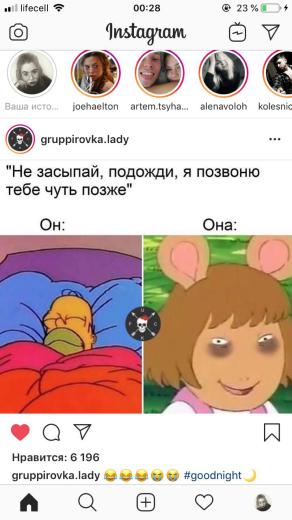 lifecell 00:28 23 %
Instagram
Ваша исто... joehaelton artem.tsyha... alenavoloh kolesnic
gruppirovka.lady
"Не засыпай, подожди, я позвоню
тебе чуть позже"
Он: Она:
Нравится: 6 196
gruppirovka.lady 😂😂😂😭😭 #goodnight🌙